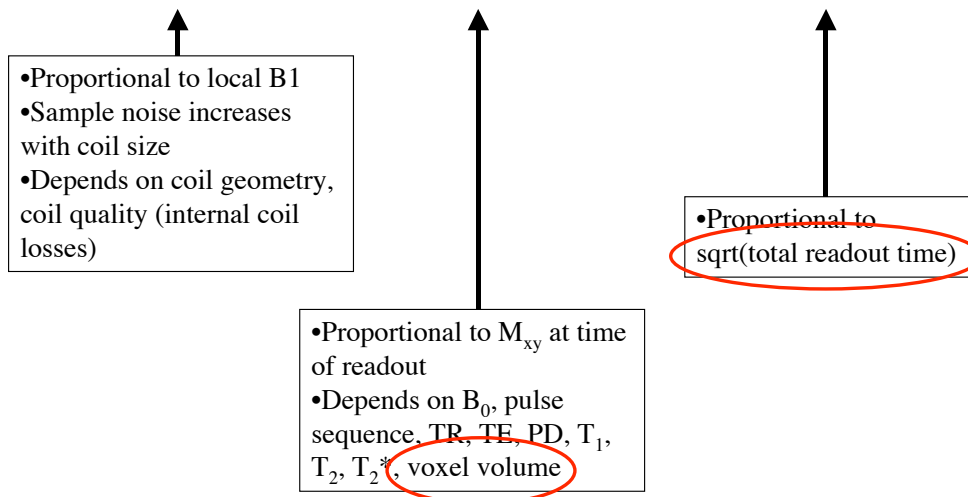 •Proportional to local B1
•Sample noise increases
with coil size
•Depends on coil geometry,
coil quality (internal coil
losses)
•Proportional to
sqrt(total readout time)
•Proportional to Mxy at time
of readout
•Depends on B0, pulse
sequence, TR, TE, PD, T1,
T2, T2*, voxel volume